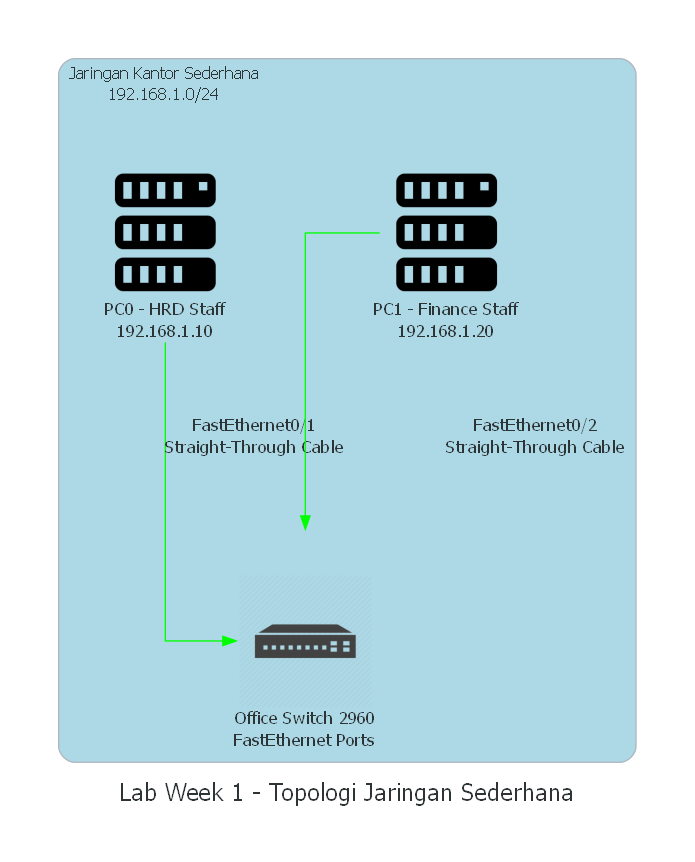 Jaringan Kantor Sederhana
192.168.1.0/24
PC0 - HRD Staff
192.168.1.10
PC1 - Finance Staff
192.168.1.20
FastEthernet0/1
Straight-Through Cable
FastEthernet0/2
Straight-Through Cable
Office Switch 2960
FastEthernet Ports
Lab Week 1 - Topologi Jaringan Sederhana